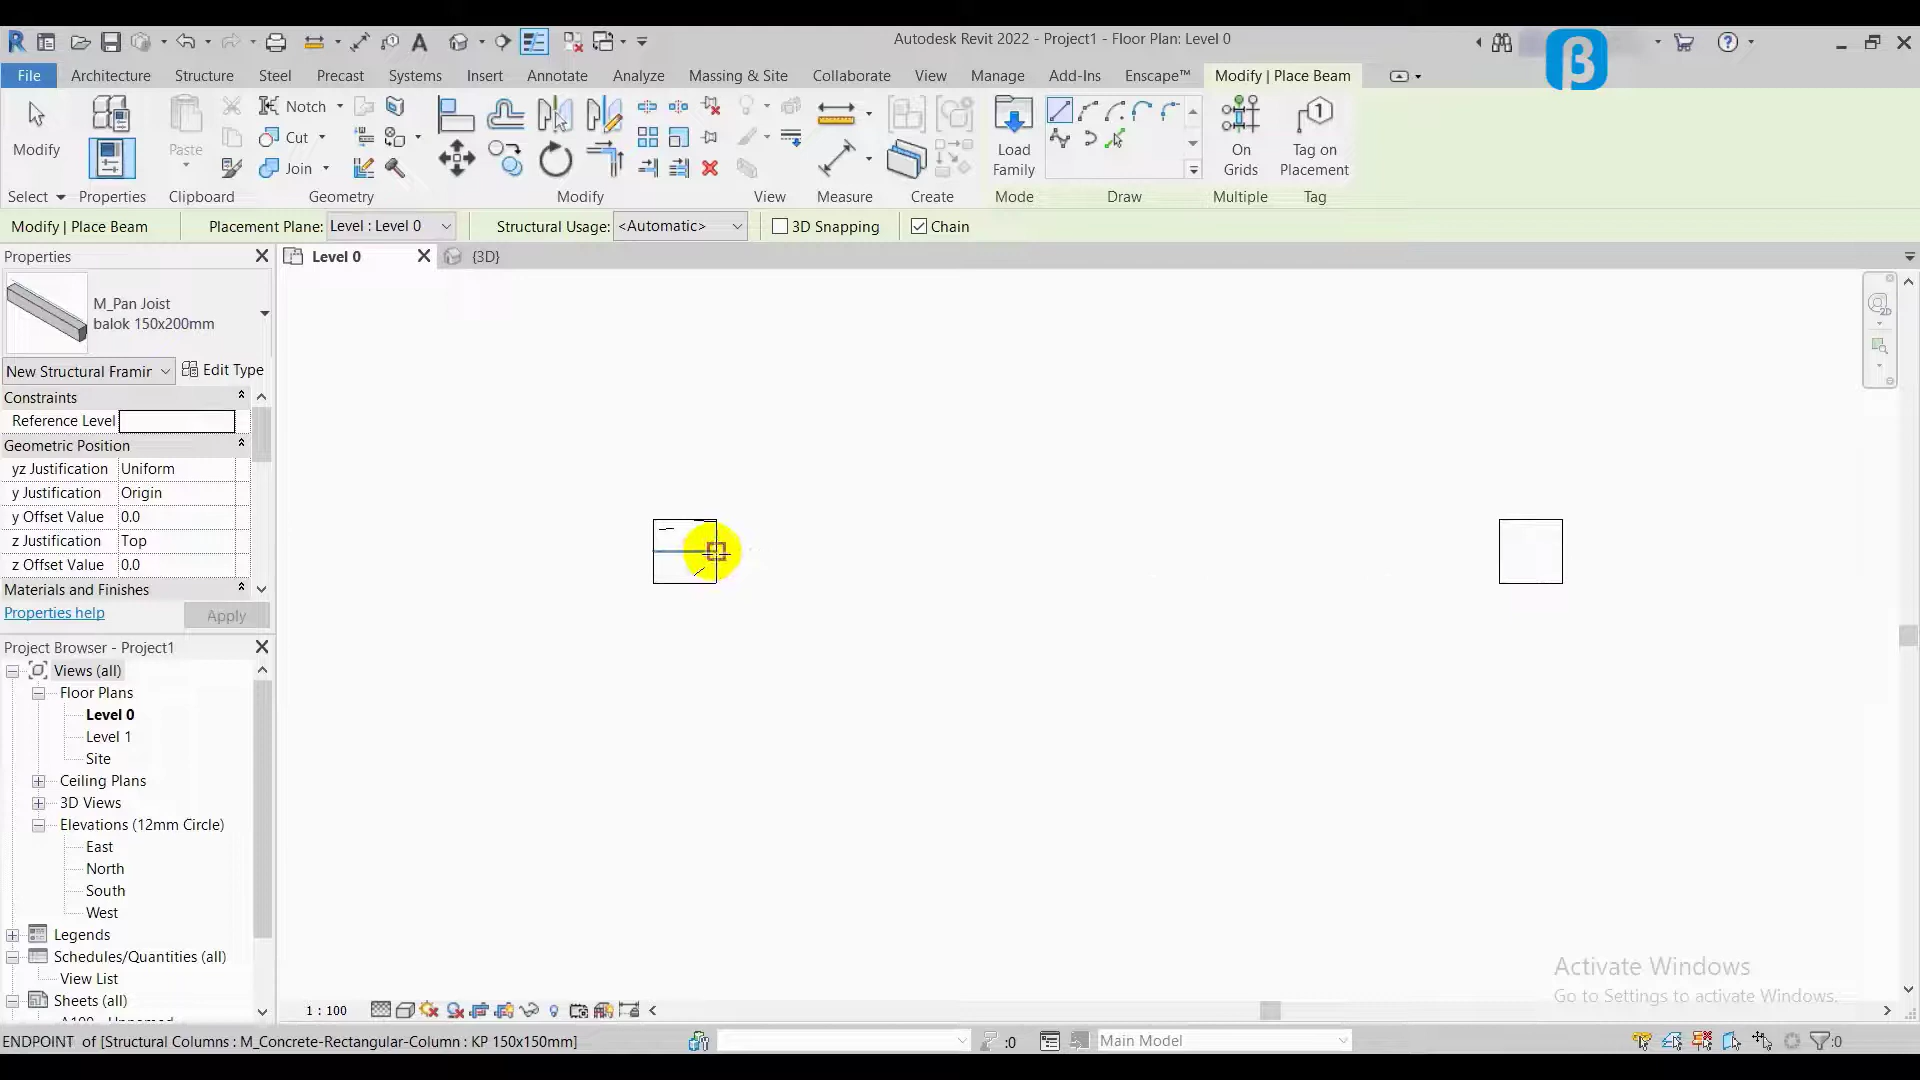 Autodesk Revit 2022 - Project1 - Floor Plan: Level 0
β
File Architecture Structure Steel Precast Systems Insert Annotate Analyze Massing & Site Collaborate View Manage Add-Ins Enscape™ Modify | Place Beam
Modify
Paste
Notch
Cut
Join
Load Family
On Grids
Tag on Placement
Select Properties Clipboard Geometry Modify View Measure Create Mode Draw Multiple Tag
Modify | Place Beam Placement Plane: Level : Level 0 Structural Usage: <Automatic> 3D Snapping Chain
Properties
Level 0 {3D}
M_Pan Joist
balok 150x200mm
New Structural Framir Edit Type
Constraints
Reference Level
Geometric Position
yz Justification Uniform
y Justification Origin
y Offset Value 0.0
z Justification Top
z Offset Value 0.0
Materials and Finishes
Properties help Apply
Project Browser - Project1
Views (all)
Floor Plans
Level 0
Level 1
Site
Ceiling Plans
3D Views
Elevations (12mm Circle)
East
North
South
West
Legends
Schedules/Quantities (all)
View List
Sheets (all)
Activate Windows
Go to Settings to activate Windows.
1 : 100
ENDPOINT of [Structural Columns : M_Concrete-Rectangular-Column : KP 150x150mm] :0 Main Model :0